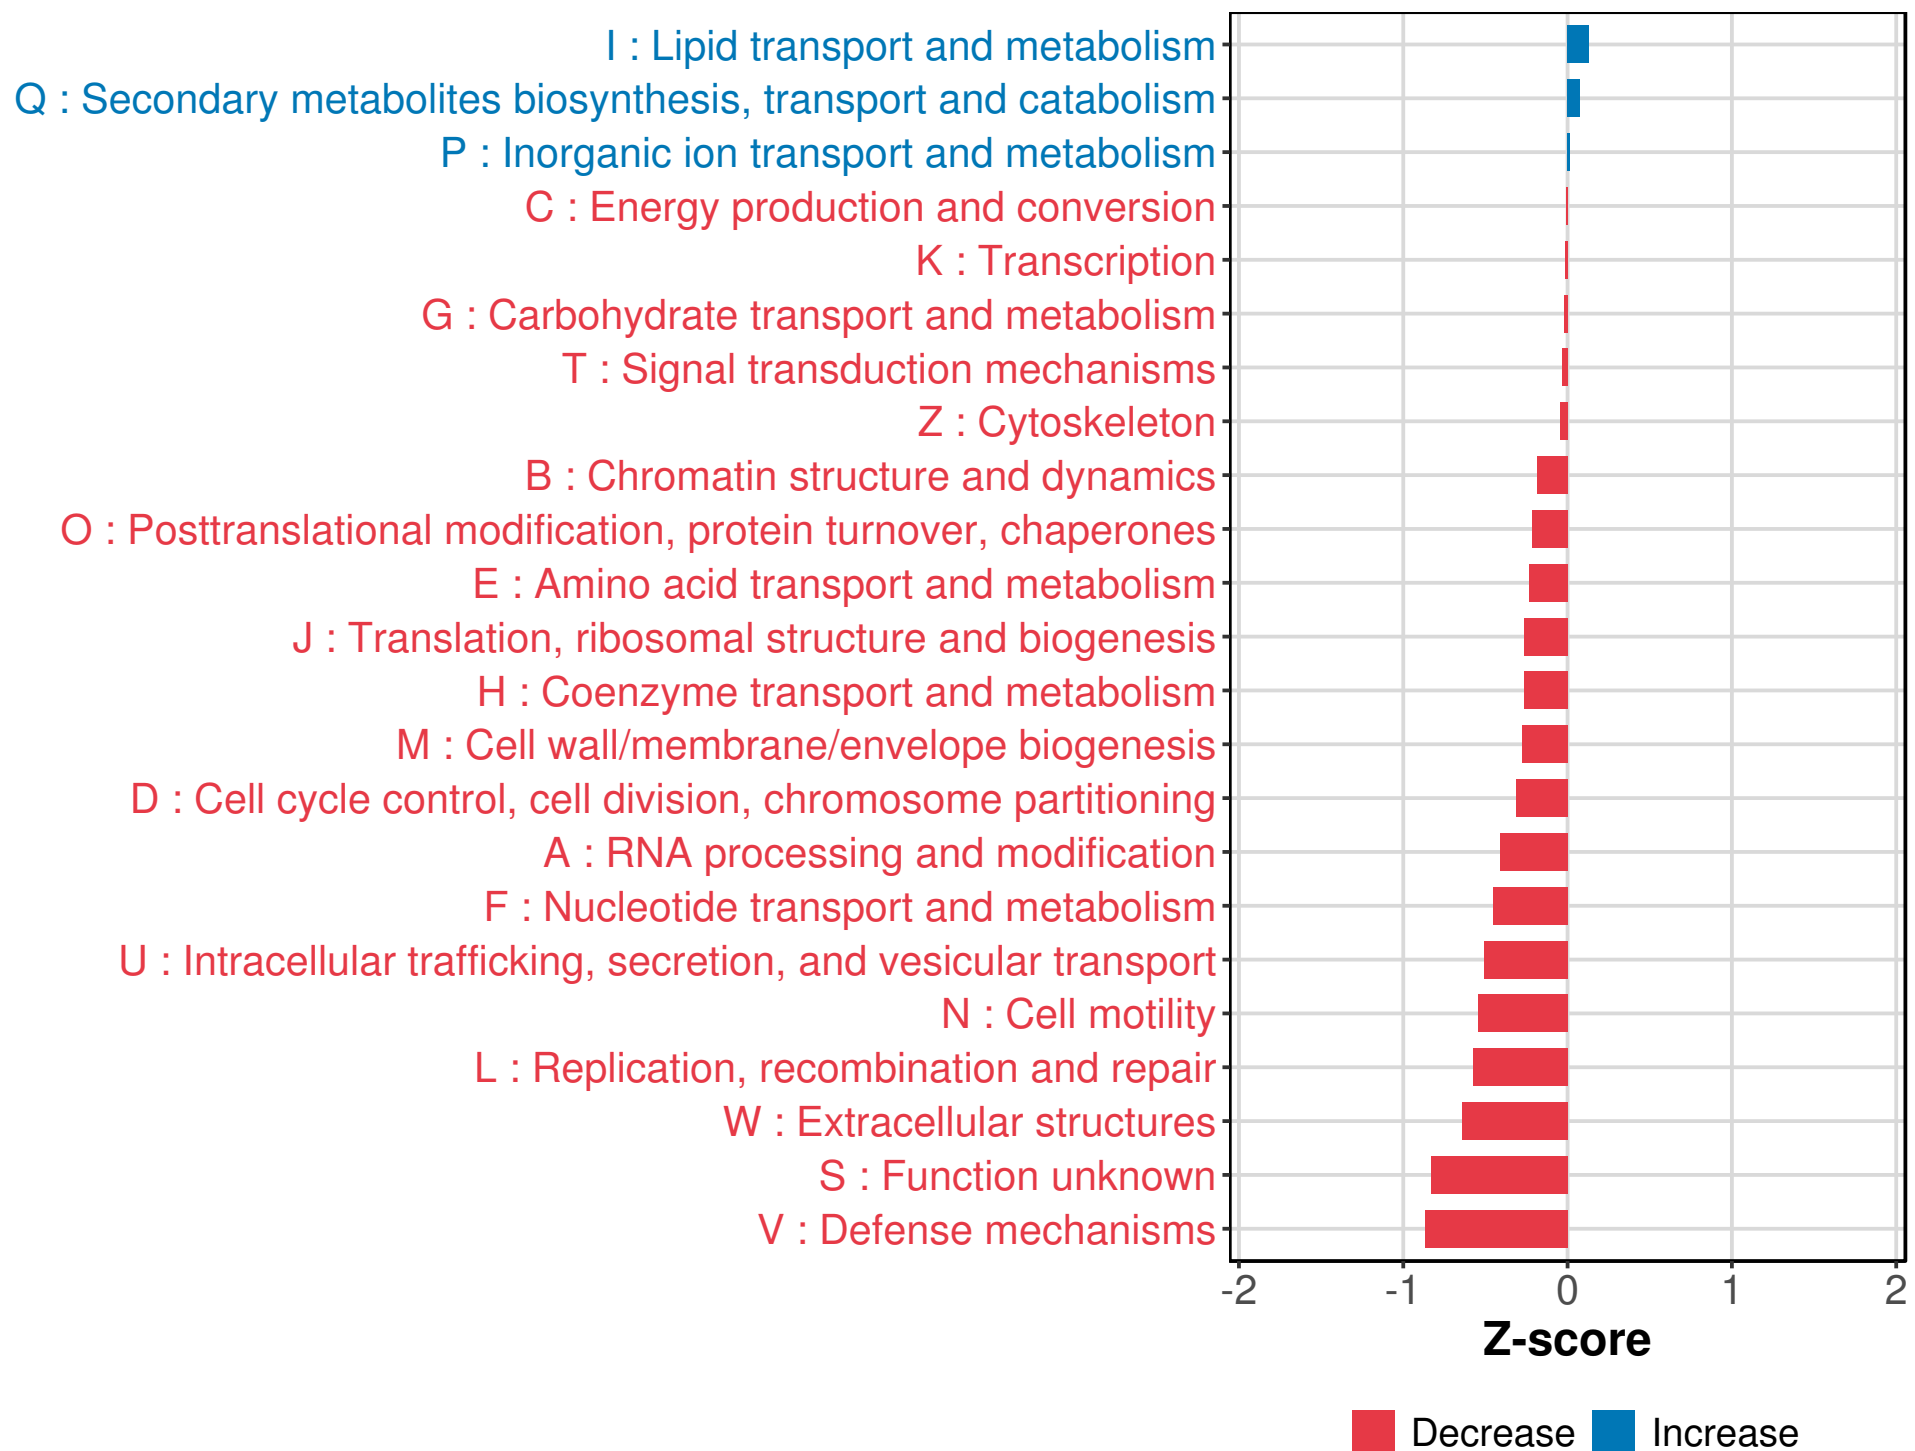 I : Lipid transport and metabolism
Q : Secondary metabolites biosynthesis, transport and catabolism
P : Inorganic ion transport and metabolism
C : Energy production and conversion
K : Transcription
G : Carbohydrate transport and metabolism
T : Signal transduction mechanisms
Z : Cytoskeleton
B : Chromatin structure and dynamics
O : Posttranslational modification, protein turnover, chaperones
E : Amino acid transport and metabolism
J : Translation, ribosomal structure and biogenesis
H : Coenzyme transport and metabolism
M : Cell wall/membrane/envelope biogenesis
D : Cell cycle control, cell division, chromosome partitioning
A : RNA processing and modification
F : Nucleotide transport and metabolism
U : Intracellular trafficking, secretion, and vesicular transport
N : Cell motility
L : Replication, recombination and repair
W : Extracellular structures
S : Function unknown
V : Defense mechanisms
-2 -1 0 1 2
Z-score
Decrease Increase